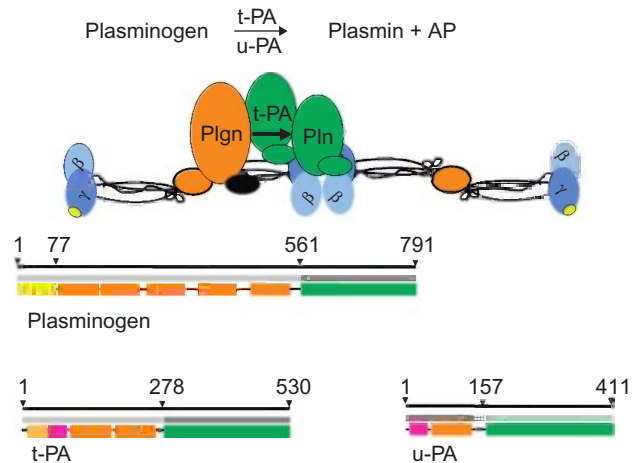 t-PA
Plasminogen Plasmin + AP
u-PA
t-PA
Plgn Pln
β β
γ γ
β β
1 77 561 791
Plasminogen
1 278 530 1 157 411
t-PA u-PA